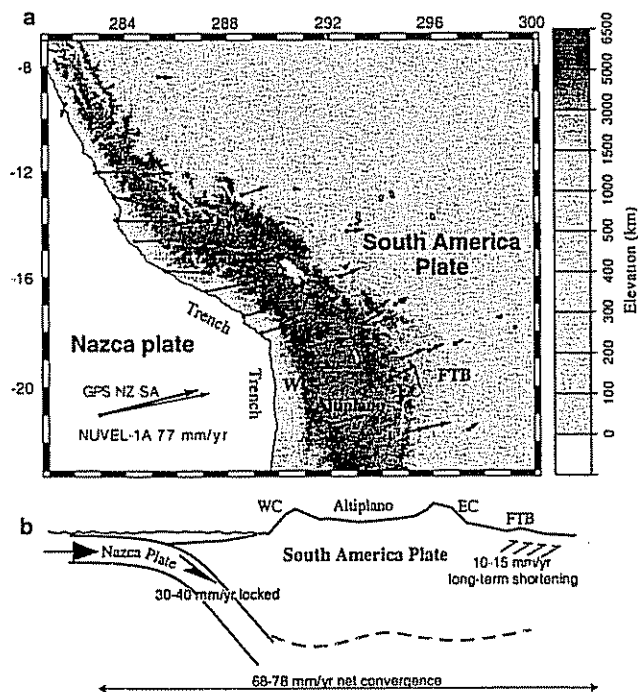 a
284 288 292 296 300
-8
-12
-16
-20
South America
Plate
Nazca plate
Trench
Trench
GPS NZ SA
NUVEL-1A 77 mm/yr
W
Altiplano
FTB
6500
5000
3000
1500
1000
500
400
300
200
100
0
Elevation (km)
b
WC Altiplano EC FTB
Nazca Plate
South America Plate
30-40 mm/yr locked
10-15 mm/yr
long-term shortening
68-78 mm/yr net convergence